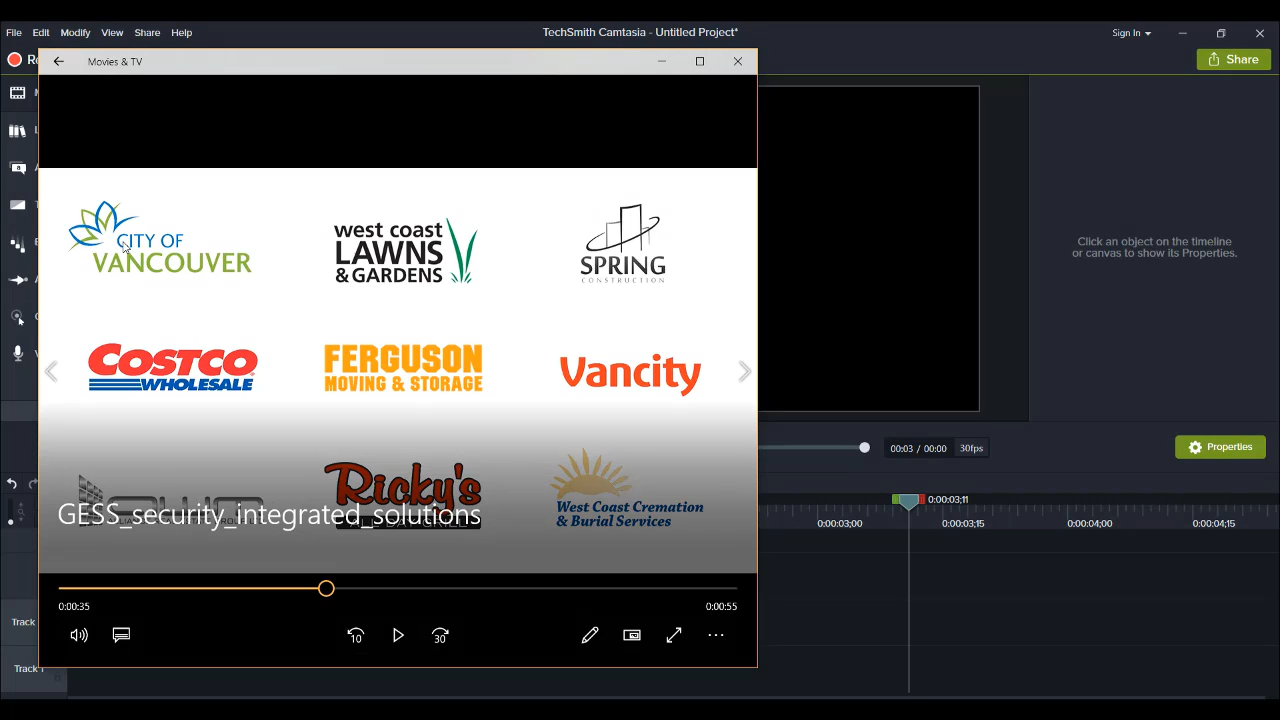 File Edit Modify View Share Help
TechSmith Camtasia - Untitled Project*
Sign In
Share
Movies & TV
CITY OF
VANCOUVER
west coast
LAWNS
& GARDENS
SPRING
CONSTRUCTION
Click an object on the timeline
or canvas to show its Properties.
COSTCO
WHOLESALE
FERGUSON
MOVING & STORAGE
Vancity
Ricky's
West Coast Cremation
& Burial Services
GESS_security_integrated_solutions
00:03 / 00:00 30fps
Properties
0:00:03;11
0:00:03;00 0:00:03;15 0:00:04;00 0:00:04;15
0:00:35
0:00:55
10
30
Track
Track 1